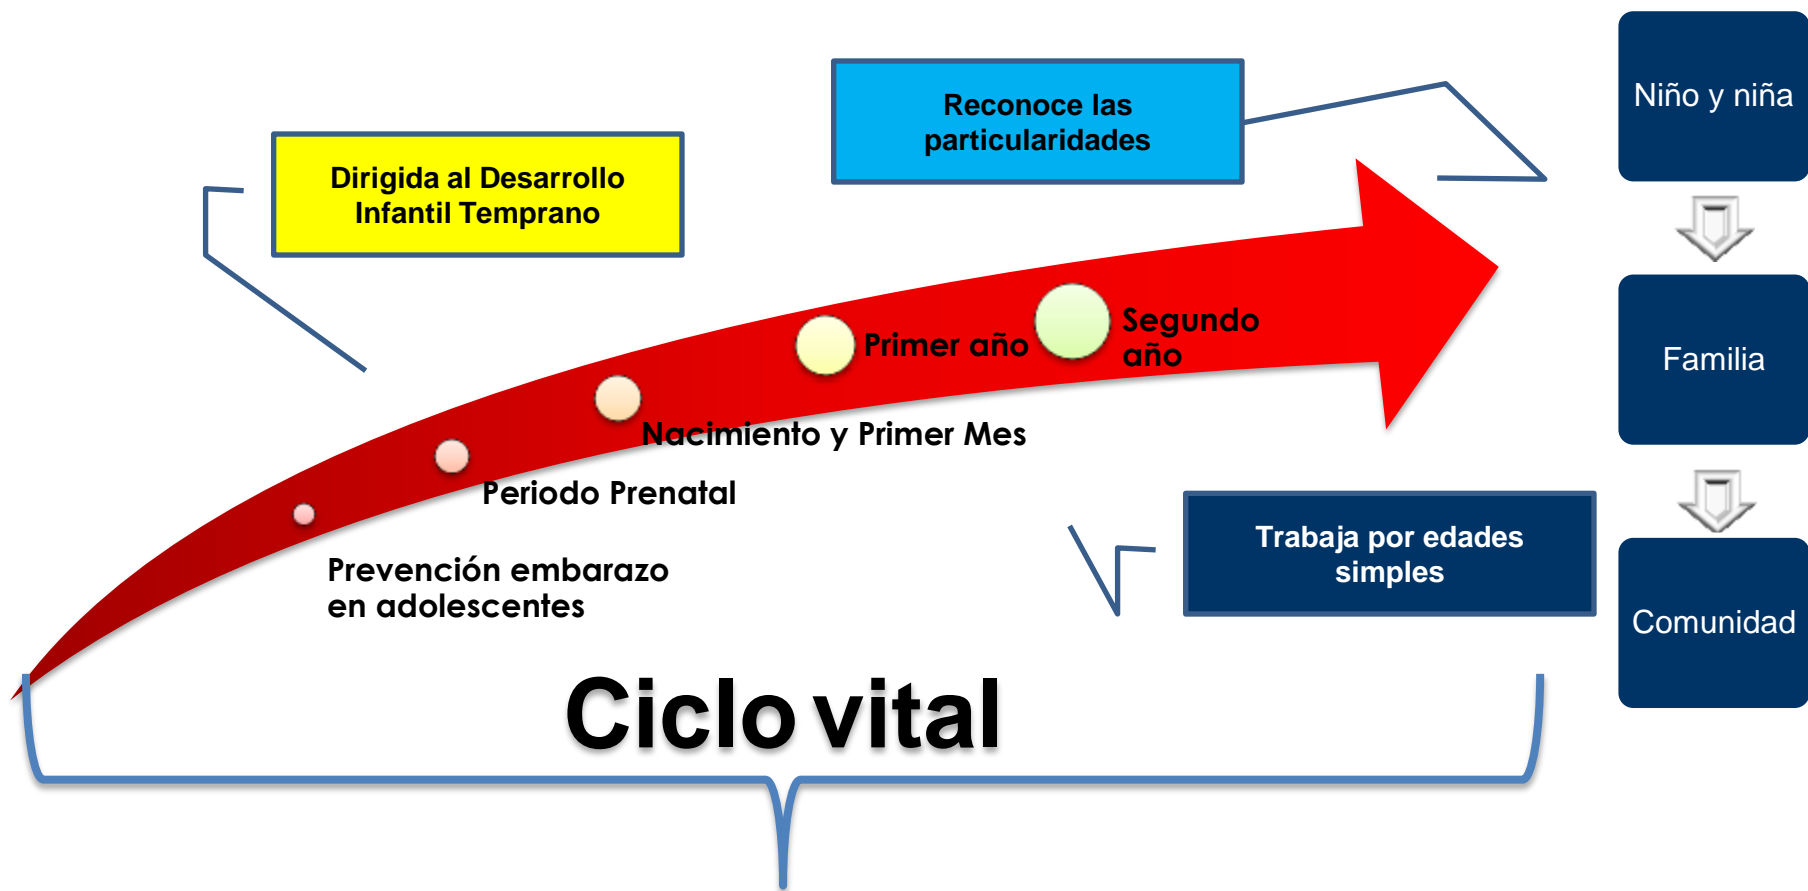 Dirigida al Desarrollo
Infantil Temprano
Reconoce las
particularidades
Niño y niña
Familia
Comunidad
Segundo
año
Primer año
Nacimiento y Primer Mes
Periodo Prenatal
Prevención embarazo
en adolescentes
Trabaja por edades
simples
Ciclo vital